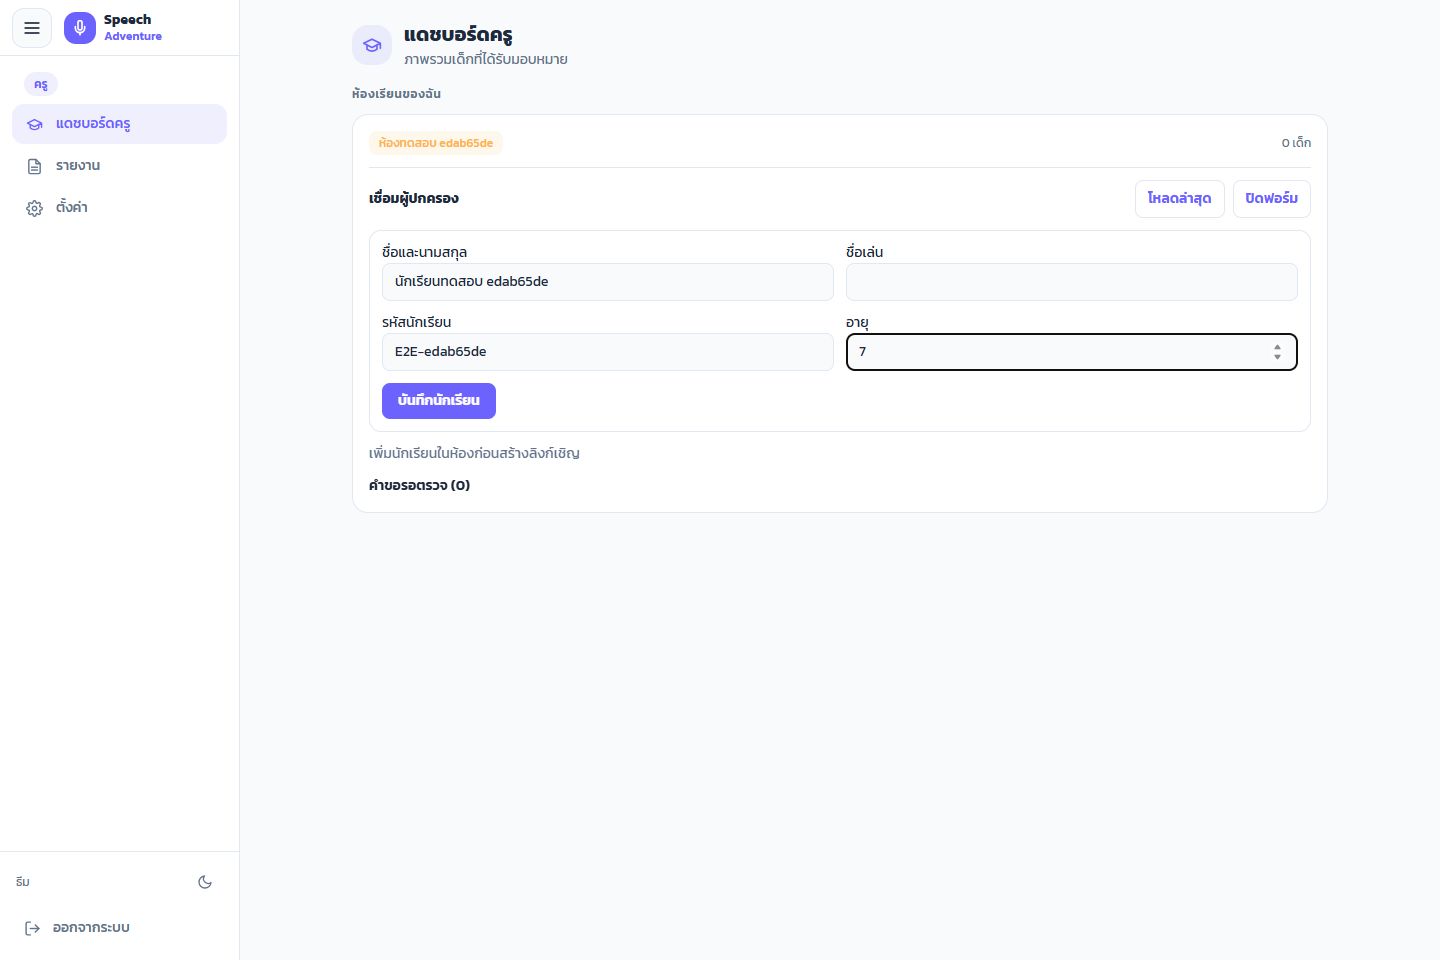 Speech
Adventure
ครู
แดชบอร์ดครู
รายงาน
ตั้งค่า
ธีม
ออกจากระบบ
แดชบอร์ดครู
ภาพรวมเด็กที่ได้รับมอบหมาย
ห้องเรียนของฉัน
ห้องทดสอบ edab65de
0 เด็ก
เชื่อมผู้ปกครอง
โหลดล่าสุด
ปิดฟอร์ม
ชื่อและนามสกุล
ชื่อเล่น
นักเรียนทดสอบ edab65de
รหัสนักเรียน
อายุ
E2E-edab65de
7
บันทึกนักเรียน
เพิ่มนักเรียนในห้องก่อนสร้างลิงก์เชิญ
คำขอรอตรวจ (0)